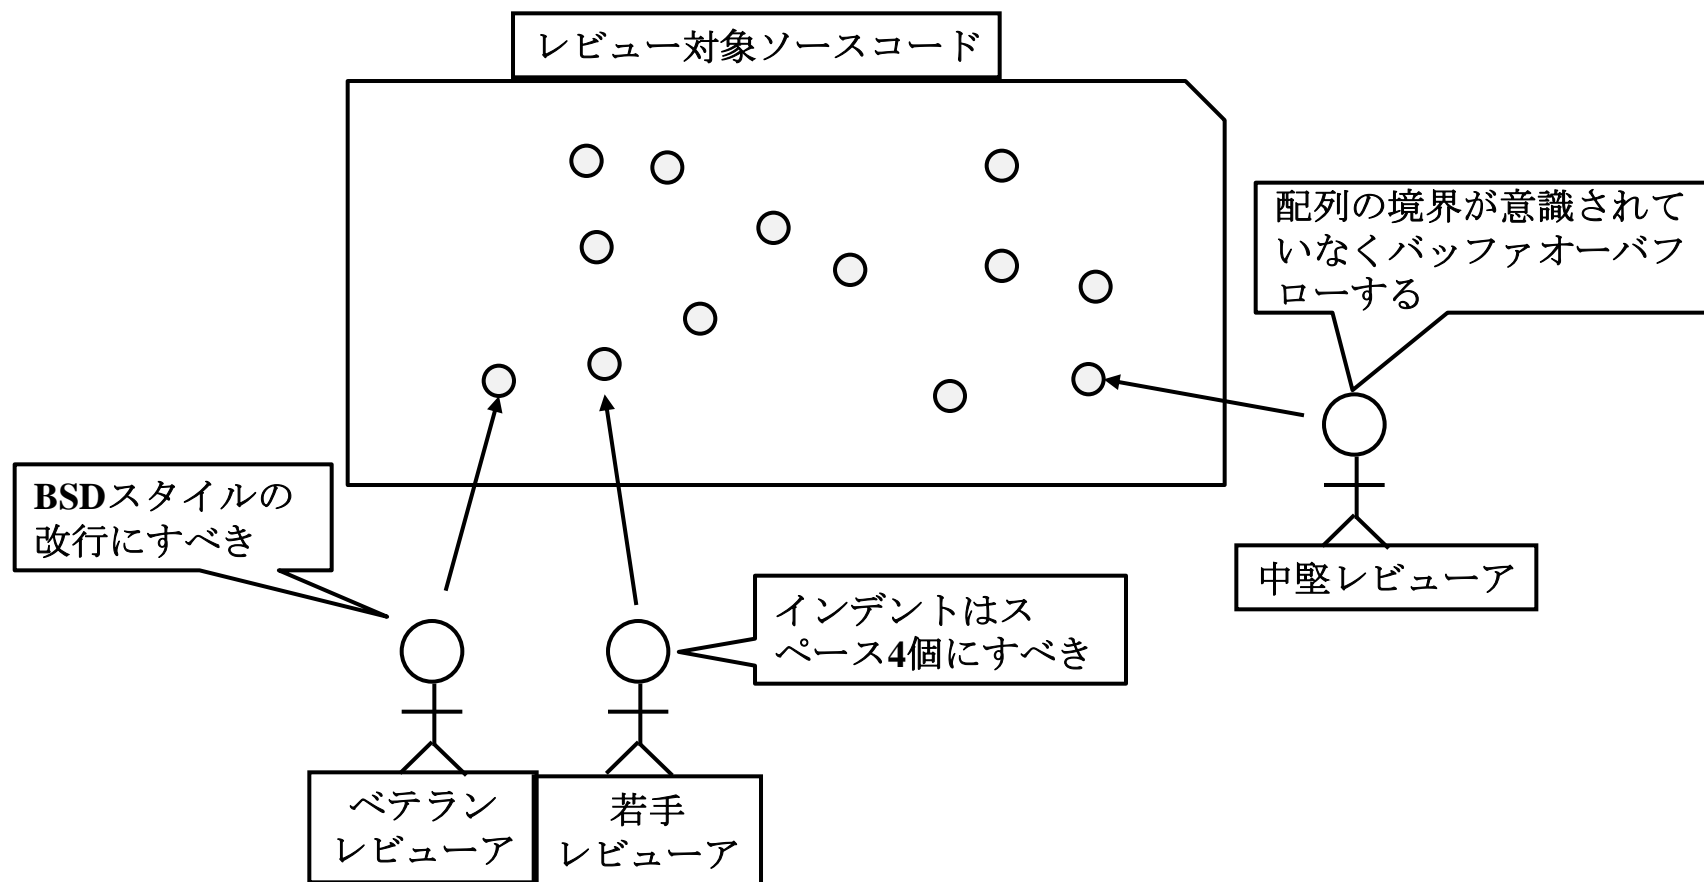 レビュー対象ソースコード
配列の境界が意識されて
いなくバッファオーバフ
ローする
BSDスタイルの
改行にすべき
中堅レビューア
インデントはス
ペース4個にすべき
ベテラン
レビューア
若手
レビューア